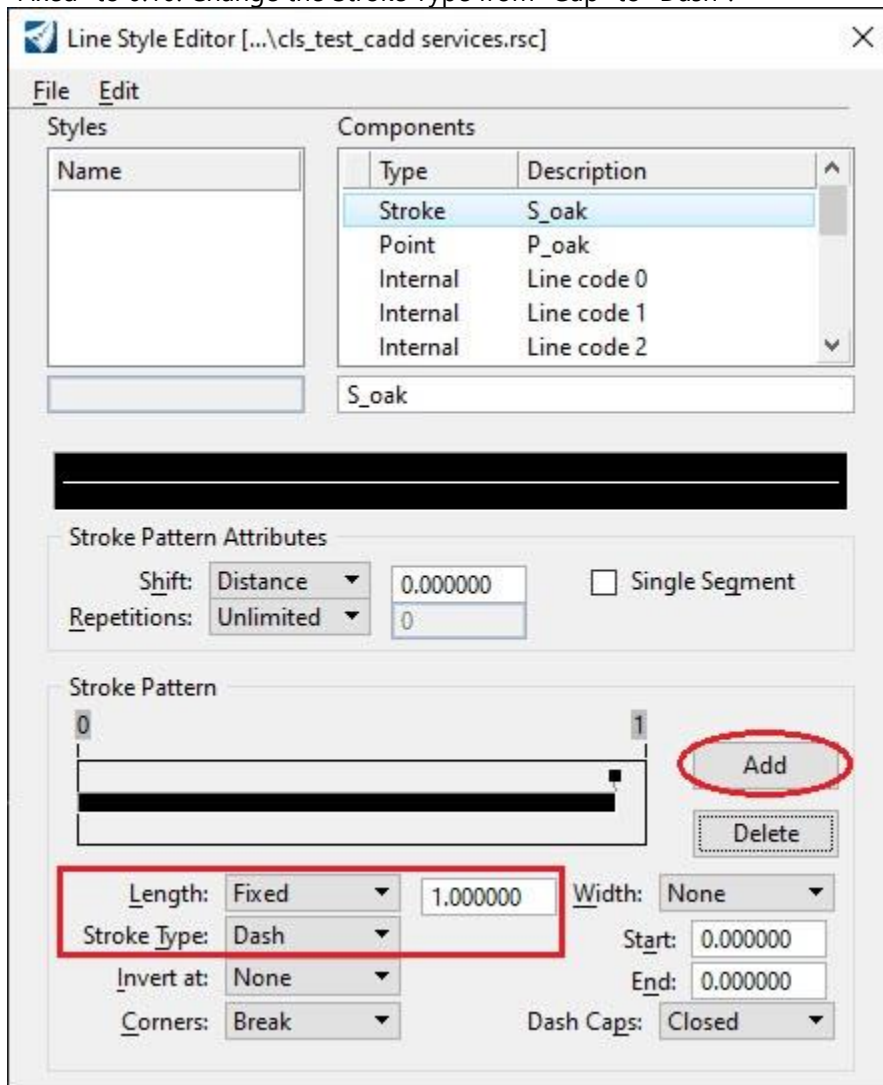 "Fixed" to 0.10. Change the Stroke Type from "Gap" to "Dash".
Line Style Editor [...\cls_test_cadd services.rsc]
File Edit
Styles Components
Name Type Description
Stroke S_oak
Point P_oak
Internal Line code 0
Internal Line code 1
Internal Line code 2
S_oak
Stroke Pattern Attributes
Shift: Distance 0.000000 Single Segment
Repetitions: Unlimited 0
Stroke Pattern
0 1
Add
Delete
Length: Fixed 1.000000 Width: None
Stroke Type: Dash Start: 0.000000
Invert at: None End: 0.000000
Corners: Break Dash Caps: Closed